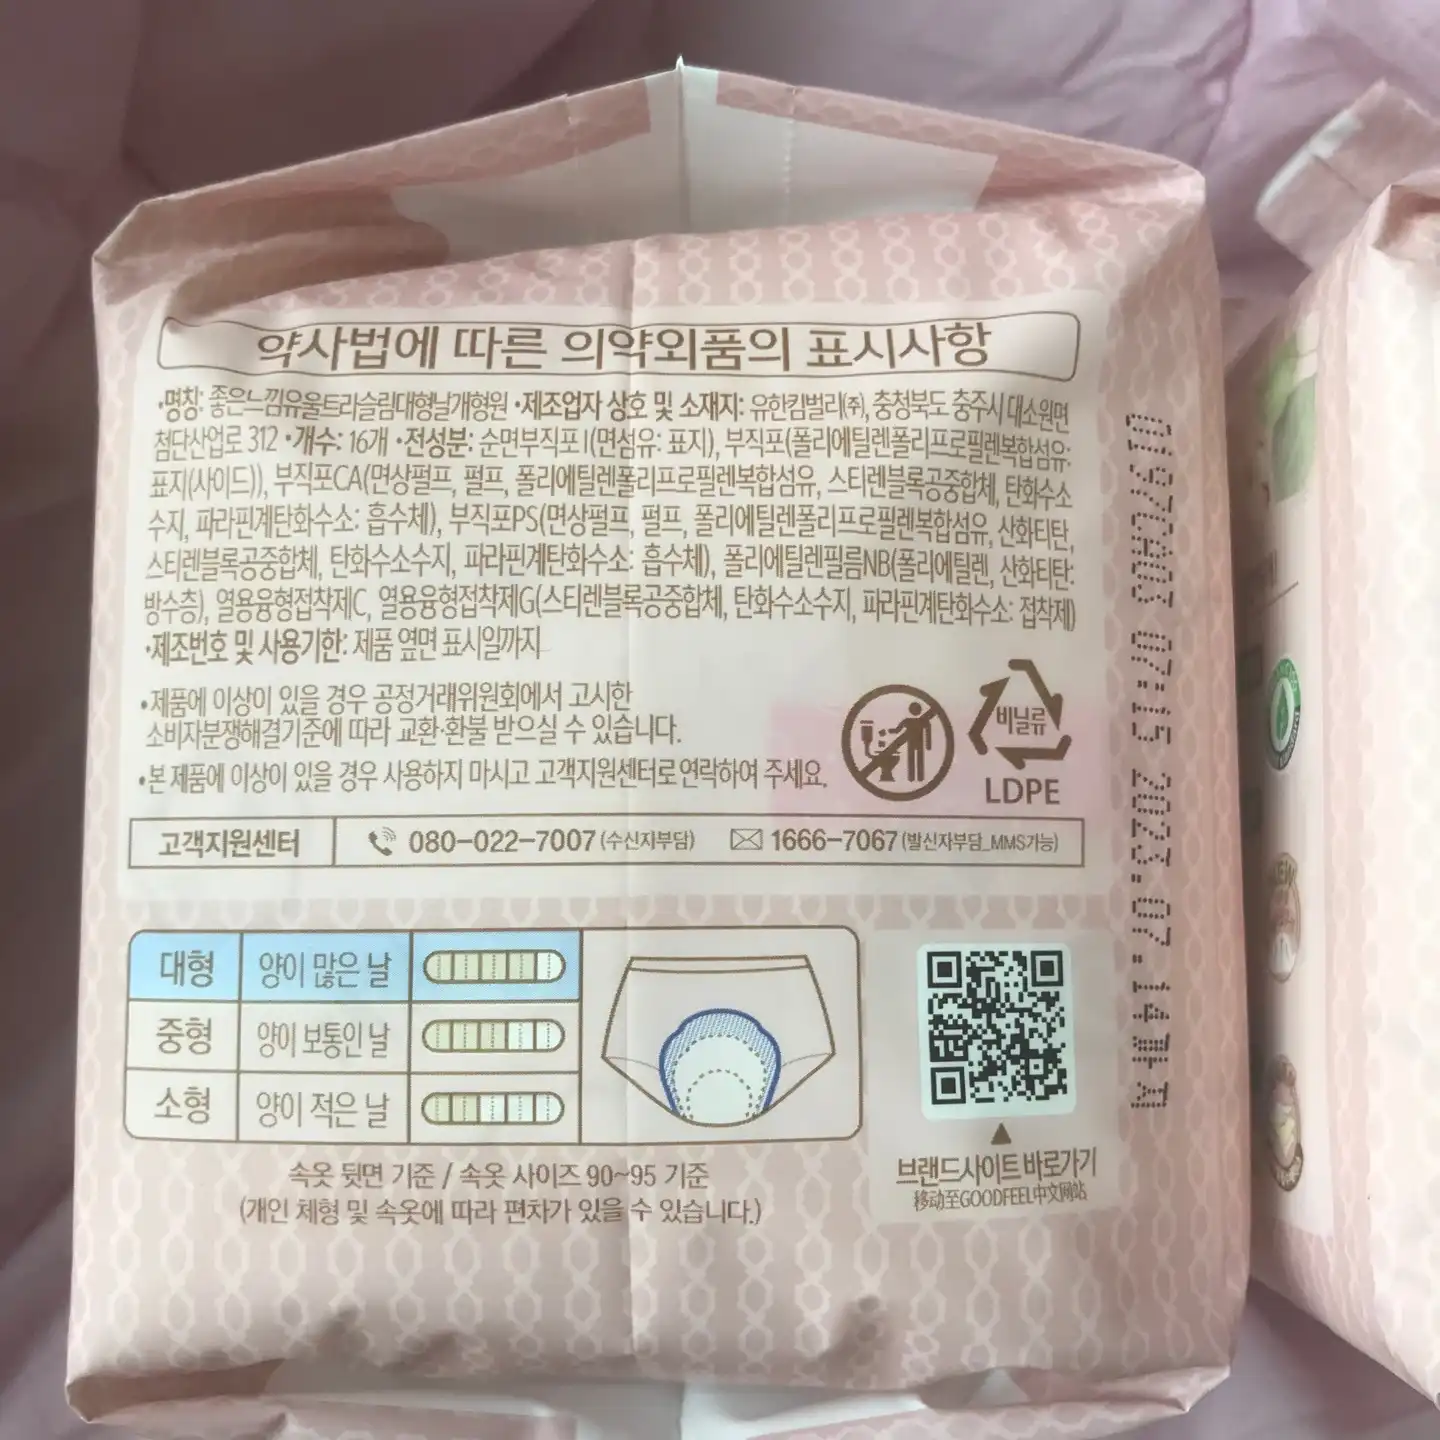 약사법에 따른 의약외품의 표시사항
•명칭: 좋은느낌유울트라슬림대형날개형원 •제조업자 상호 및 소재지: 유한킴벌리(주), 충청북도 충주시 대소원면
첨단산업로 312 •개수: 16개 •전성분: 순면부직포I(면섬유: 표지), 부직포(폴리에틸렌폴리프로필렌복합섬유:
표지(사이드)), 부직포CA(면상펄프, 펄프, 폴리에틸렌폴리프로필렌복합섬유, 스티렌블록공중합체, 탄화수소
수지, 파라핀계탄화수소: 흡수체), 부직포PS(면상펄프, 펄프, 폴리에틸렌폴리프로필렌복합섬유, 산화티탄,
스티렌블록공중합체, 탄화수소수지, 파라핀계탄화수소: 흡수체), 폴리에틸렌필름NB(폴리에틸렌, 산화티탄:
방수층), 열용융형접착제C, 열용융형접착제G(스티렌블록공중합체, 탄화수소수지, 파라핀계탄화수소: 접착제)
•제조번호 및 사용기한: 제품 옆면 표시일까지
•제품에 이상이 있을 경우 공정거래위원회에서 고시한
소비자분쟁해결기준에 따라 교환·환불 받으실 수 있습니다.
•본 제품에 이상이 있을 경우 사용하지 마시고 고객지원센터로 연락하여 주세요.
비닐류
LDPE
고객지원센터 080-022-7007 (수신자부담) 1666-7067 (발신자부담_MMS가능)
대형 양이 많은 날
중형 양이 보통인 날
소형 양이 적은 날
속옷 뒷면 기준 / 속옷 사이즈 90~95 기준
(개인 체형 및 속옷에 따라 편차가 있을 수 있습니다.)
브랜드사이트 바로가기
移动至GOODFEEL中文网站
07:15 2023.07.14